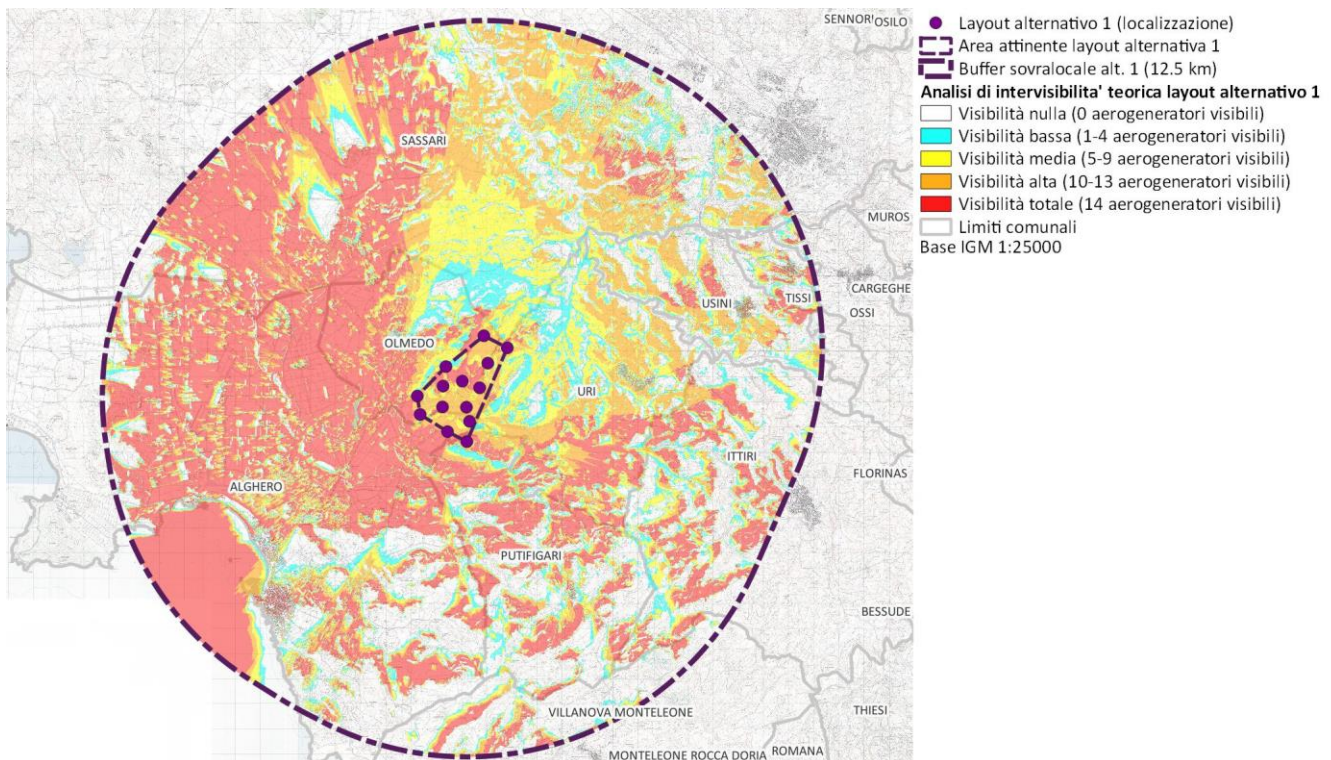 SENNORI
OSILO
SASSARI
MUROS
CARGEGHE
USINI
TISSI
OSSI
OLMEDO
URI
ITTIRI
FLORINAS
ALGHERO
PUTIFIGARI
BESSUDE
VILLANOVA MONTELEONE
THIESI
MONTELEONE ROCCA DORIA
ROMANA
Layout alternativo 1 (localizzazione)
Area attinente layout alternativa 1
Buffer sovralocale alt. 1 (12.5 km)
Analisi di intervisibilita' teorica layout alternativo 1
Visibilità nulla (0 aerogeneratori visibili)
Visibilità bassa (1-4 aerogeneratori visibili)
Visibilità media (5-9 aerogeneratori visibili)
Visibilità alta (10-13 aerogeneratori visibili)
Visibilità totale (14 aerogeneratori visibili)
Limiti comunali
Base IGM 1:25000